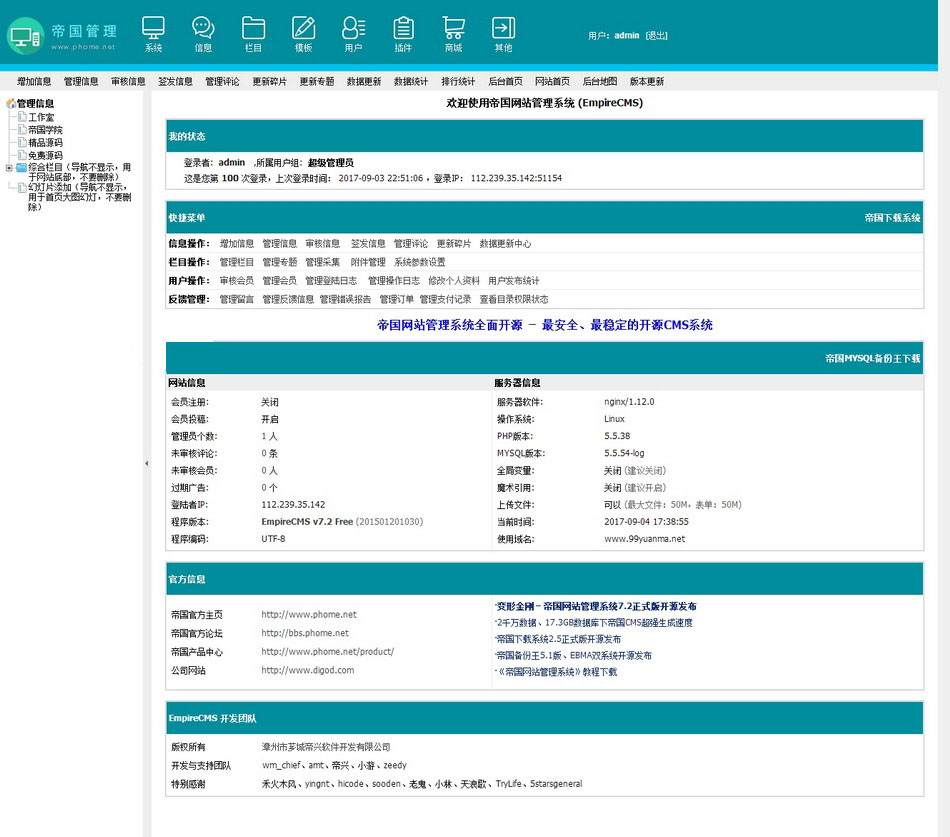 帝国管理
www.phome.net
系统 信息 栏目 模板 用户 插件 商城 其他
用户：admin [退出]
增加信息 管理信息 审核信息 签发信息 管理评论 更新碎片 更新专题 数据更新 数据统计 排行统计 后台首页 网站首页 后台地图 版本更新
管理信息
工作室
帝国学院
精品源码
免费源码
综合栏目（导航不显示，用
于网站底部，不要删除）
幻灯片添加（导航不显示，
用于首页大图幻灯，不要删
除）
欢迎使用帝国网站管理系统 (EmpireCMS)
我的状态
登录者：admin ,所属用户组：超级管理员
这是您第 100 次登录，上次登录时间： 2017-09-03 22:51:06 ，登录IP： 112.239.35.142:51154
快捷菜单 帝国下载系统
信息操作： 增加信息 管理信息 审核信息 签发信息 管理评论 更新碎片 数据更新中心
栏目操作： 管理栏目 管理专题 管理采集 附件管理 系统参数设置
用户操作： 审核会员 管理会员 管理登陆日志 管理操作日志 修改个人资料 用户发布统计
反馈管理： 管理留言 管理反馈信息 管理错误报告 管理订单 管理支付记录 查看目录权限状态
帝国网站管理系统全面开源 － 最安全、最稳定的开源CMS系统
帝国MYSQL备份王下载
网站信息 服务器信息
会员注册: 关闭 服务器软件: nginx/1.12.0
会员投稿: 开启 操作系统: Linux
管理员个数: 1 人 PHP版本: 5.5.38
未审核评论: 0 条 MYSQL版本: 5.5.54-log
未审核会员: 0 人 全局变量: 关闭 (建议关闭)
过期广告: 0 个 魔术引用: 关闭 (建议开启)
登陆者IP: 112.239.35.142 上传文件: 可以 (最大文件：50M，表单：50M)
程序版本: EmpireCMS v7.2 Free (201501201030) 当前时间: 2017-09-04 17:38:55
程序编码: UTF-8 使用域名: www.99yuanma.net
官方信息
帝国官方主页 http://www.phome.net
帝国官方论坛 http://bbs.phome.net
帝国产品中心 http://www.phome.net/product/
公司网站 http://www.digod.com
·变形金刚－帝国网站管理系统7.2正式版开源发布
·2千万数据、17.3GB数据库下帝国CMS超强生成速度
·帝国下载系统2.5正式版开源发布
·帝国备份王5.1版、EBMA双系统开源发布
·《帝国网站管理系统》教程下载
EmpireCMS 开发团队
版权所有 漳州市芗城帝兴软件开发有限公司
开发与支持团队 wm_chief、amt、帝兴、小游、zeedy
特别感谢 禾火木风、yingnt、hicode、sooden、老鬼、小林、天浪歌、TryLife、5starsgeneral